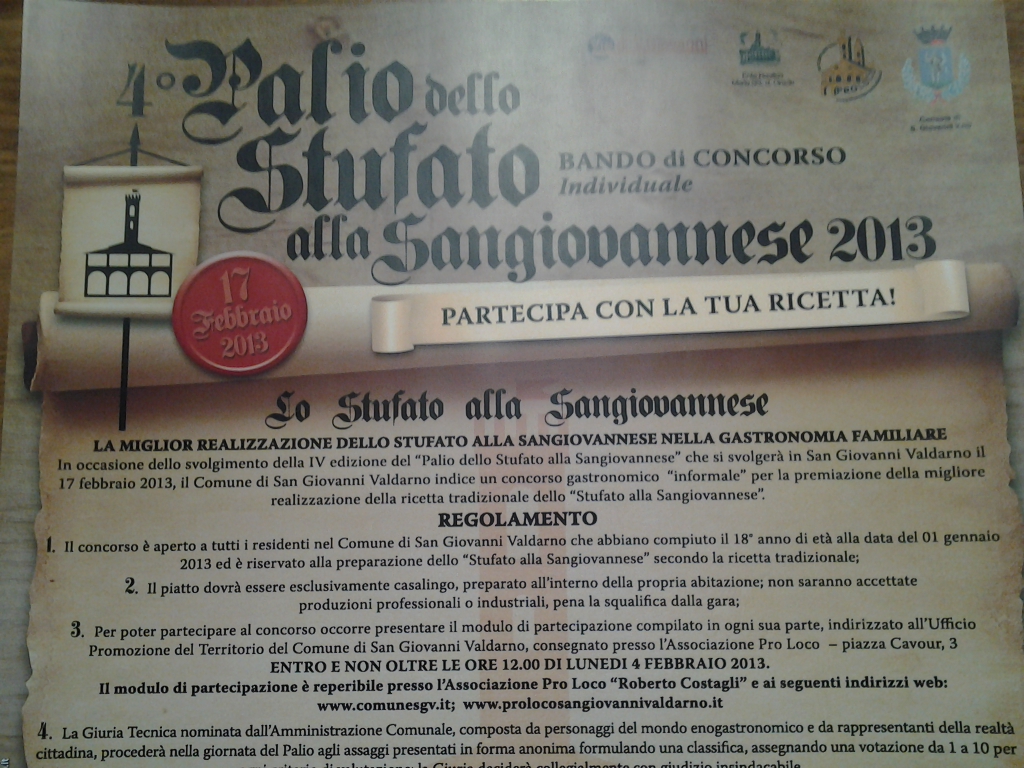 4° Palio dello
Stufato
alla Sangiovannese 2013
BANDO di CONCORSO
Individuale
17
Febbraio
2013
PARTECIPA CON LA TUA RICETTA!
Lo Stufato alla Sangiovannese
LA MIGLIOR REALIZZAZIONE DELLO STUFATO ALLA SANGIOVANNESE NELLA GASTRONOMIA FAMILIARE
In occasione dello svolgimento della IV edizione del "Palio dello Stufato alla Sangiovannese" che si svolgerà in San Giovanni Valdarno il
17 febbraio 2013, il Comune di San Giovanni Valdarno indice un concorso gastronomico "informale" per la premiazione della migliore
realizzazione della ricetta tradizionale dello "Stufato alla Sangiovannese".
REGOLAMENTO
1. Il concorso è aperto a tutti i residenti nel Comune di San Giovanni Valdarno che abbiano compiuto il 18° anno di età alla data del 01 gennaio
2013 ed è riservato alla preparazione dello "Stufato alla Sangiovannese" secondo la ricetta tradizionale;
2. Il piatto dovrà essere esclusivamente casalingo, preparato all'interno della propria abitazione; non saranno accettate
produzioni professionali o industriali, pena la squalifica dalla gara;
3. Per poter partecipare al concorso occorre presentare il modulo di partecipazione compilato in ogni sua parte, indirizzato all'Ufficio
Promozione del Territorio del Comune di San Giovanni Valdarno, consegnato presso l'Associazione Pro Loco – piazza Cavour, 3
ENTRO E NON OLTRE LE ORE 12.00 DI LUNEDI 4 FEBBRAIO 2013.
Il modulo di partecipazione è reperibile presso l'Associazione Pro Loco "Roberto Costagli" e ai seguenti indirizzi web:
www.comunesgv.it; www.prolocosangiovannivaldarno.it
4. La Giuria Tecnica nominata dall'Amministrazione Comunale, composta da personaggi del mondo enogastronomico e da rappresentanti della realtà
cittadina, procederà nella giornata del Palio agli assaggi presentati in forma anonima formulando una classifica, assegnando una votazione da 1 a 10 per
la Giuria deciderà collegialmente con giudizio insindacabile